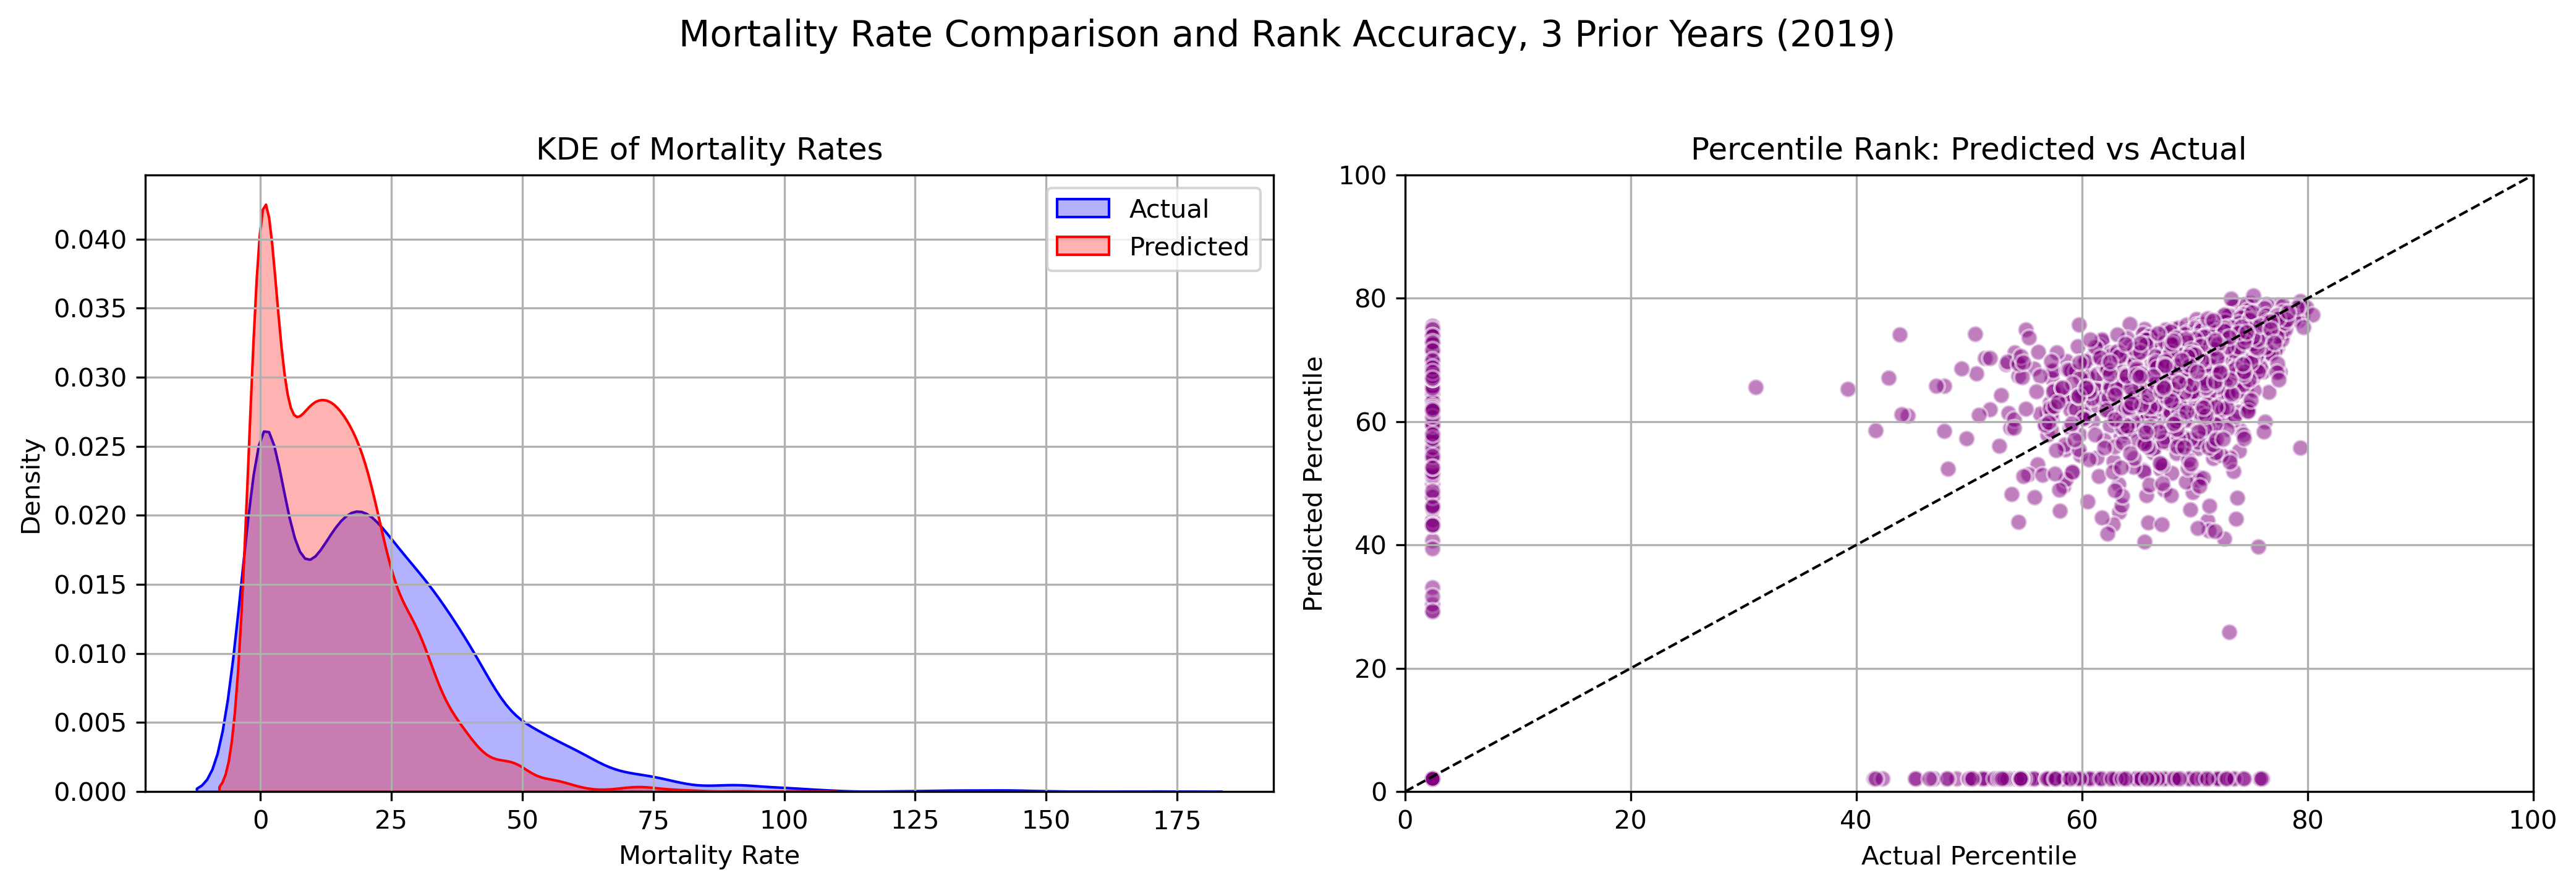 Mortality Rate Comparison and Rank Accuracy, 3 Prior Years (2019)
KDE of Mortality Rates
Density
0.040
0.035
0.030
0.025
0.020
0.015
0.010
0.005
0.000
Actual
Predicted
0 25 50 75 100 125 150 175
Mortality Rate
Percentile Rank: Predicted vs Actual
Predicted Percentile
100
80
60
40
20
0
0 20 40 60 80 100
Actual Percentile